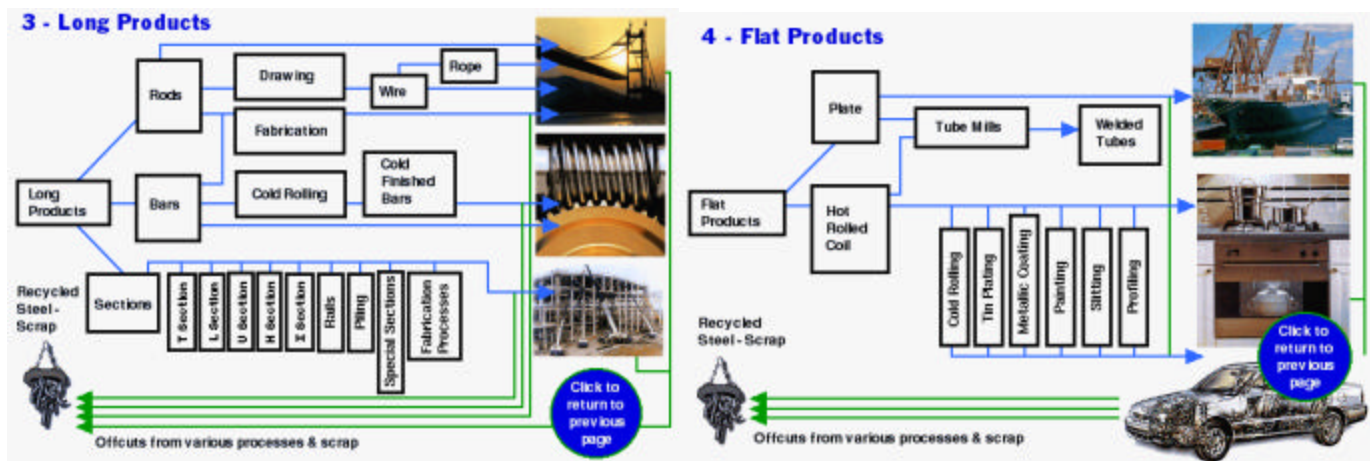 3 - Long Products
Rods
Drawing
Wire
Rope
Fabrication
Long
Products
Bars
Cold Rolling
Cold
Finished
Bars
Sections
T Section
L Section
U Section
H Section
I Section
Rails
Piling
Special Sections
Fabrication
Processes
Recycled
Steel -
Scrap
Click to
return to
previous
page
Offcuts from various processes & scrap
4 - Flat Products
Plate
Tube Mills
Welded
Tubes
Flat
Products
Hot
Rolled
Coil
Cold Rolling
Tin Plating
Metallic Coating
Painting
Slitting
Profiling
Recycled
Steel - Scrap
Click to
return to
previous
page
Offcuts from various processes & scrap